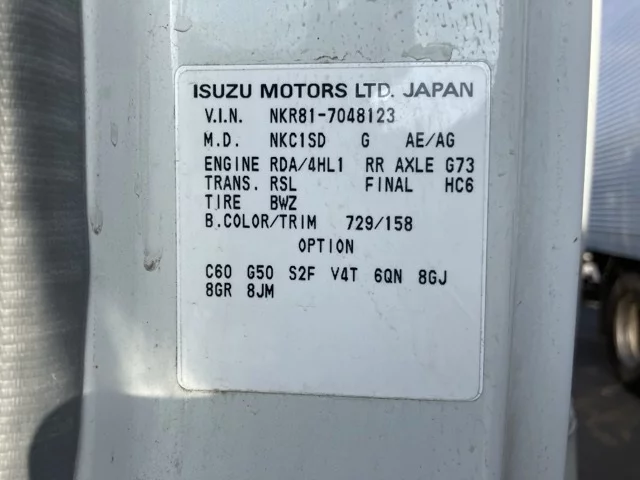 ISUZU MOTORS LTD. JAPAN
V.I.N. NKR81-7048123
M.D. NKC1SD G AE/AG
ENGINE RDA/4HL1 RR AXLE G73
TRANS. RSL FINAL HC6
TIRE BWZ
B.COLOR/TRIM 729/158
OPTION
C60 G50 S2F V4T 6QN 8GJ
8GR 8JM